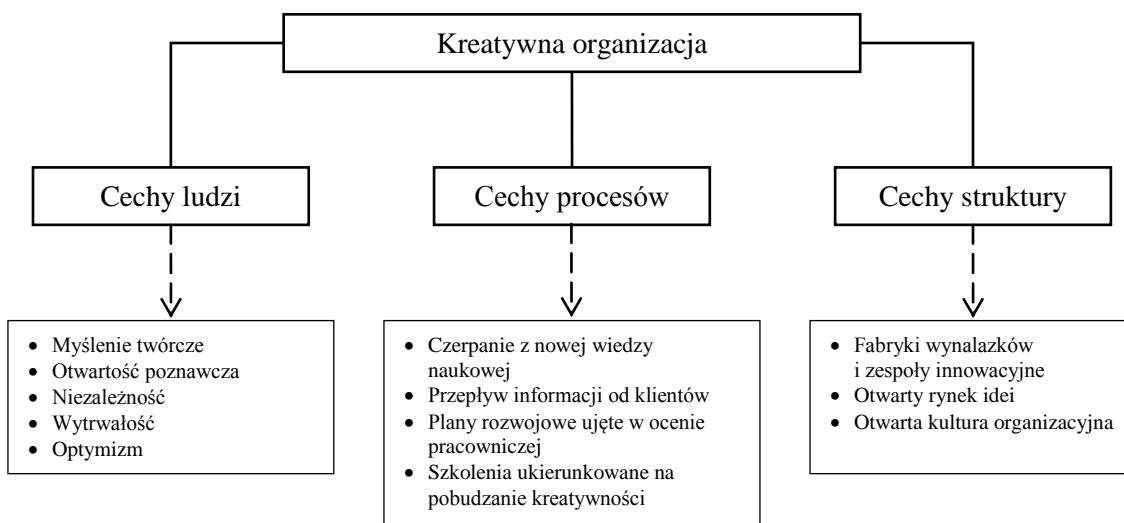 Kreatywna organizacja
Cechy ludzi
Cechy procesów
Cechy struktury
• Myślenie twórcze
• Otwartość poznawcza
• Niezależność
• Wytrwałość
• Optymizm
• Czerpanie z nowej wiedzy
naukowej
• Przepływ informacji od klientów
• Plany rozwojowe ujęte w ocenie
pracowniczej
• Szkolenia ukierunkowane na
pobudzanie kreatywności
• Fabryki wynalazków
i zespoły innowacyjne
• Otwarty rynek idei
• Otwarta kultura organizacyjna